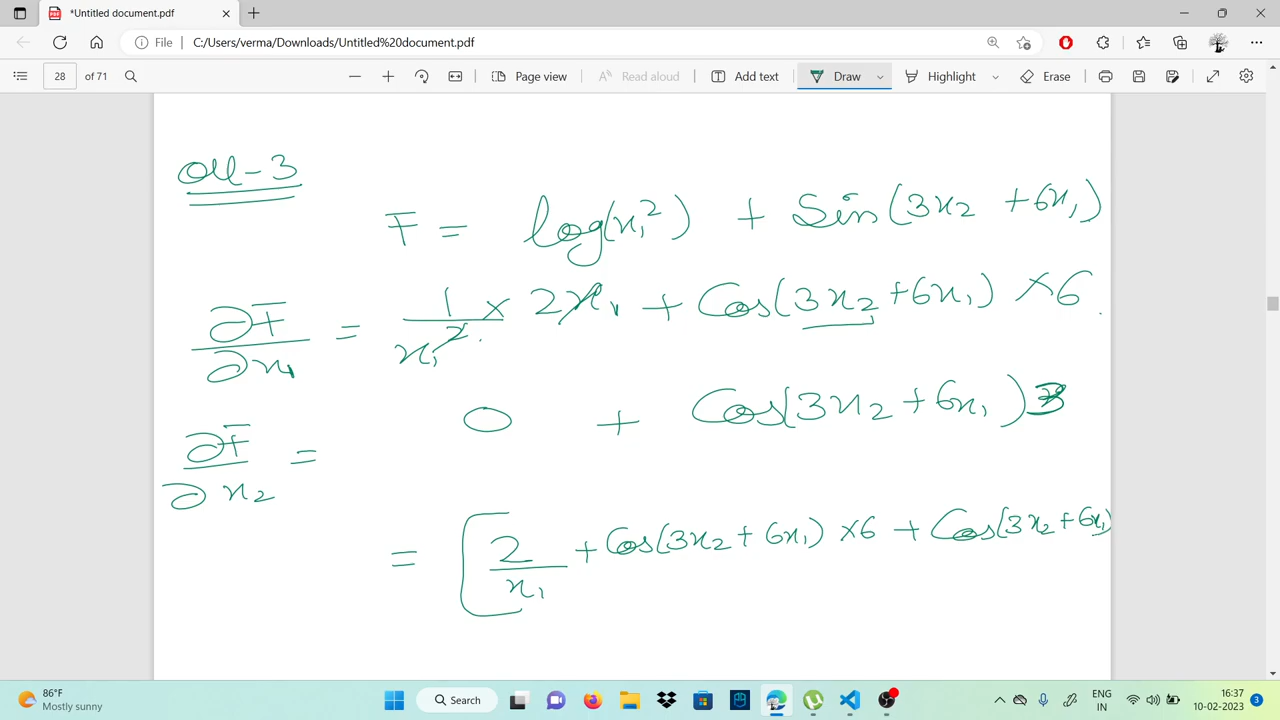 *Untitled document.pdf
File C:/Users/verma/Downloads/Untitled%20document.pdf
28 of 71 Page view Read aloud Add text Draw Highlight Erase
F = log(x₁²) + Sin(3x₂ + 6x₁)
∂F/∂x₁ = 1/x₁² × 2x₁ + Cos(3x₂ + 6x₁) × 6
∂F/∂x₂ = 0 + Cos(3x₂ + 6x₁) 3
= [ 2/x₁ + Cos(3x₂ + 6x₁) × 6 + Cos(3x₂ + 6x₁)
86°F
Mostly sunny
Search
ENG
IN
16:37
10-02-2023
3